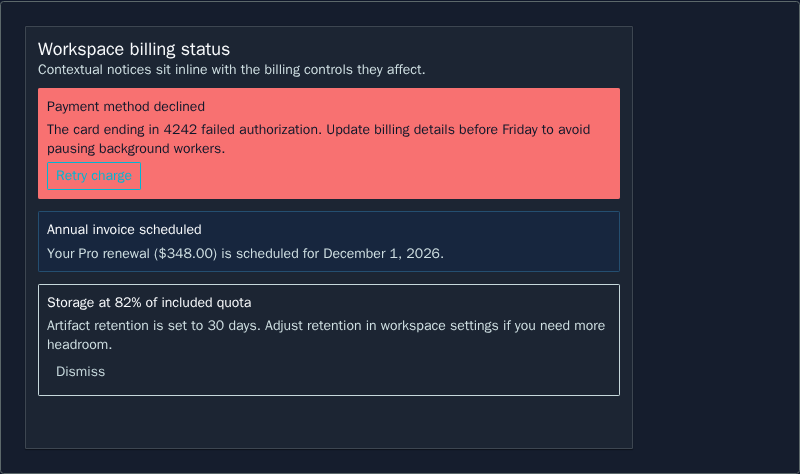 Workspace billing status
Contextual notices sit inline with the billing controls they affect.
Payment method declined
The card ending in 4242 failed authorization. Update billing details before Friday to avoid
pausing background workers.
Retry charge
Annual invoice scheduled
Your Pro renewal ($348.00) is scheduled for December 1, 2026.
Storage at 82% of included quota
Artifact retention is set to 30 days. Adjust retention in workspace settings if you need more
headroom.
Dismiss